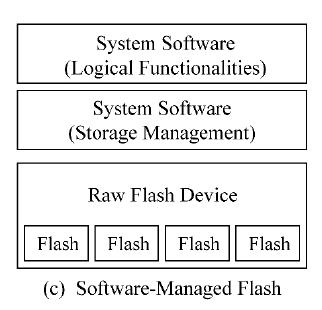 System Software
(Logical Functionalities)
System Software
(Storage Management)
Raw Flash Device
Flash Flash Flash Flash
(c) Software-Managed Flash